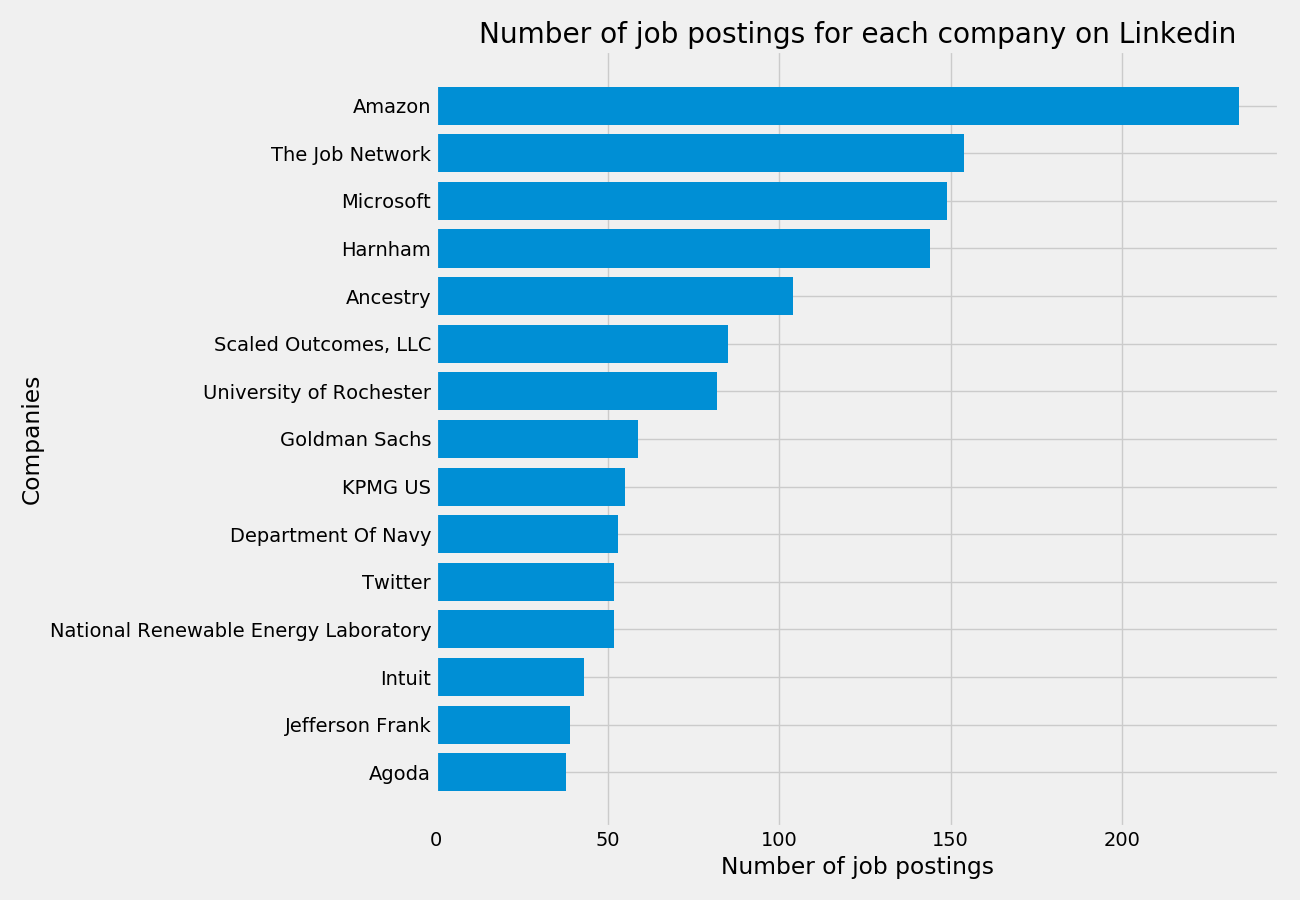 Number of job postings for each company on Linkedin
Amazon
The Job Network
Microsoft
Harnham
Ancestry
Scaled Outcomes, LLC
University of Rochester
Goldman Sachs
KPMG US
Department Of Navy
Twitter
National Renewable Energy Laboratory
Intuit
Jefferson Frank
Agoda
Companies
0 50 100 150 200
Number of job postings